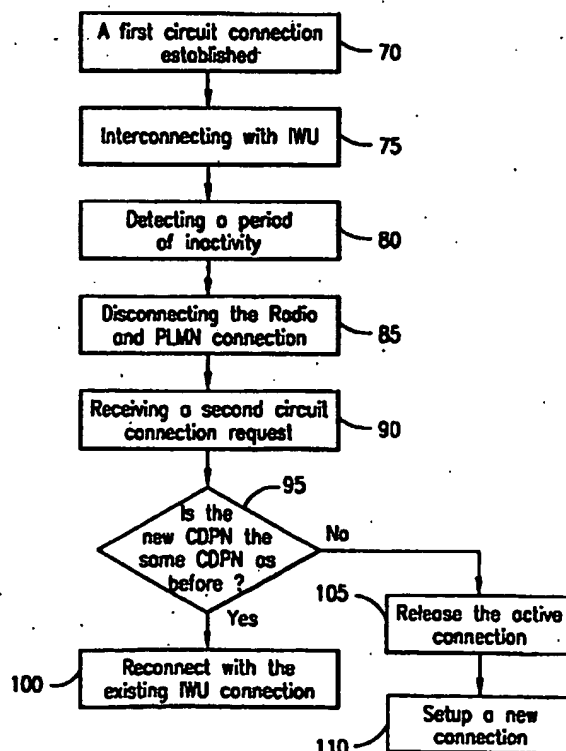 A first circuit connection
established
70
Interconnecting with IWU
75
Detecting a period
of inactivity
80
Disconnecting the Radio
and PLMN connection
85
Receiving a second circuit
connection request
90
95
Is the
new CDPN the
same CDPN as
before ?
No
Yes
105
Release the active
connection
100
Reconnect with the
existing IWU connection
110
Setup a new
connection